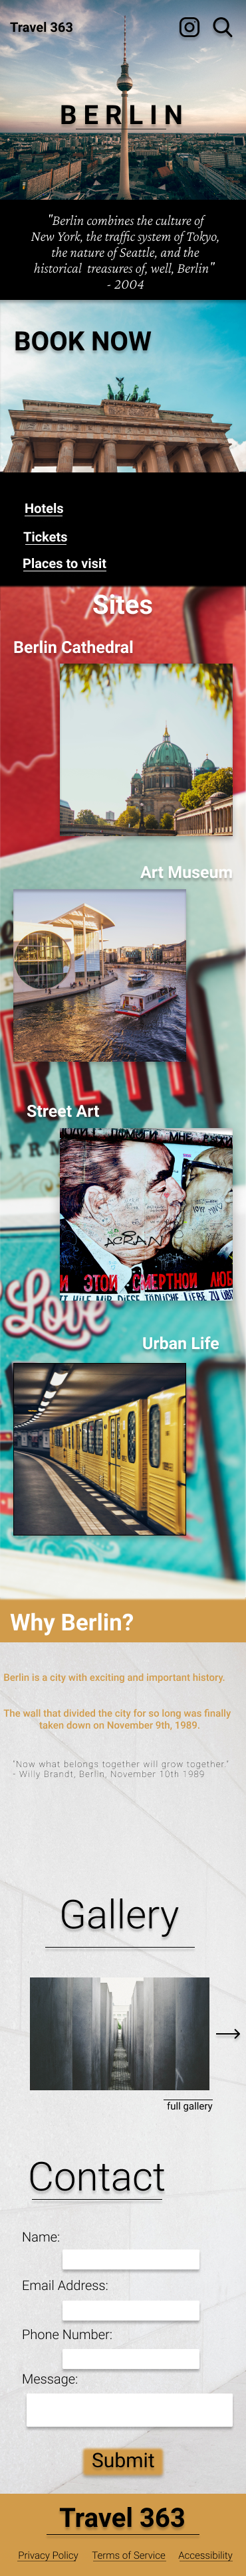 Travel 363
BERLIN
"Berlin combines the culture of
New York, the traffic system of Tokyo,
the nature of Seattle, and the
historical treasures of, well, Berlin"
- 2004
BOOK NOW
Hotels
Tickets
Places to visit
Sites
Berlin Cathedral
Art Museum
Street Art
Urban Life
Love
Why Berlin?
Berlin is a city with exciting and important history.
The wall that divided the city for so long was finally
taken down on November 9th, 1989.
"Now what belongs together will grow together."
- Willy Brandt, Berlin, November 10th 1989
Gallery
full gallery
Contact
Name:
Email Address:
Phone Number:
Message:
Submit
Travel 363
Privacy Policy Terms of Service Accessibility